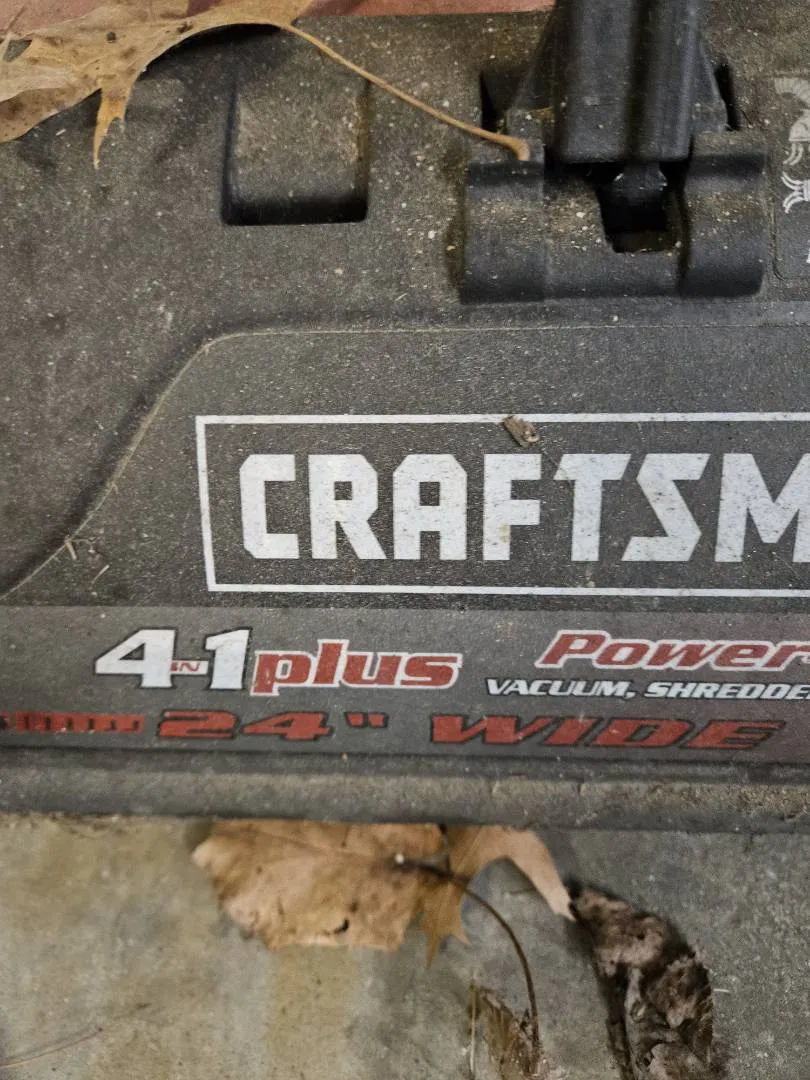 CRAFTSM
4 IN 1 plus
Power
VACUUM, SHREDDE
24" WIDE